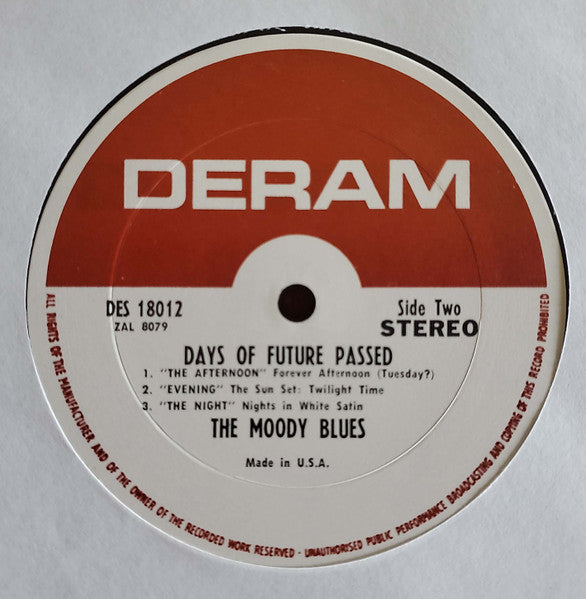 DERAM
DES 18012
ZAL 8079
Side Two
STEREO
DAYS OF FUTURE PASSED
1. "THE AFTERNOON" Forever Afternoon (Tuesday?)
2. "EVENING" The Sun Set: Twilight Time
3. "THE NIGHT" Nights in White Satin
THE MOODY BLUES
Made in U.S.A.
ALL RIGHTS OF THE MANUFACTURER AND OF THE OWNER OF THE RECORDED WORK RESERVED - UNAUTHORISED PUBLIC PERFORMANCE BROADCASTING AND COPYING OF THIS RECORD PROHIBITED